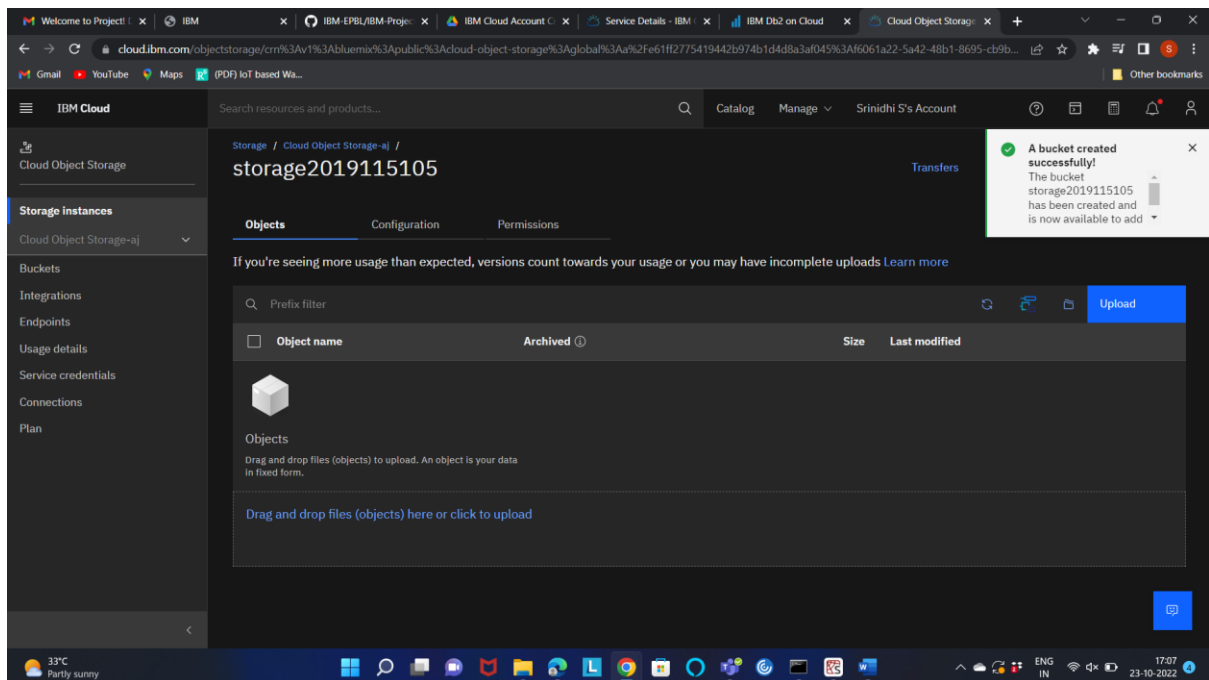 Welcome to Project! [
IBM
IBM-EPBL/IBM-Projec
IBM Cloud Account C
Service Details - IBM
IBM Db2 on Cloud
Cloud Object Storage
cloud.ibm.com/objectstorage/crn%3Av1%3Abluemix%3Apublic%3Acloud-object-storage%3Aglobal%3Aa%2Fe61ff2775419442b974b1d4d8a3af045%3Af6061a22-5a42-48b1-8695-cb9b...
S
Gmail
YouTube
Maps
R⁶
(PDF) IoT based Wa...
Other bookmarks
IBM Cloud
Search resources and products...
Catalog
Manage
Srinidhi S's Account
Cloud Object Storage
Storage instances
Cloud Object Storage-aj
Buckets
Integrations
Endpoints
Usage details
Service credentials
Connections
Plan
Storage / Cloud Object Storage-aj /
storage2019115105
Transfers
A bucket created
successfully!
The bucket
storage2019115105
has been created and
is now available to add
Objects
Configuration
Permissions
If you're seeing more usage than expected, versions count towards your usage or you may have incomplete uploads Learn more
Prefix filter
Upload
Object name
Archived
Size
Last modified
Objects
Drag and drop files (objects) to upload. An object is your data
in fixed form.
Drag and drop files (objects) here or click to upload
33°C
Partly sunny
L
ENG
IN
17:07
23-10-2022
4